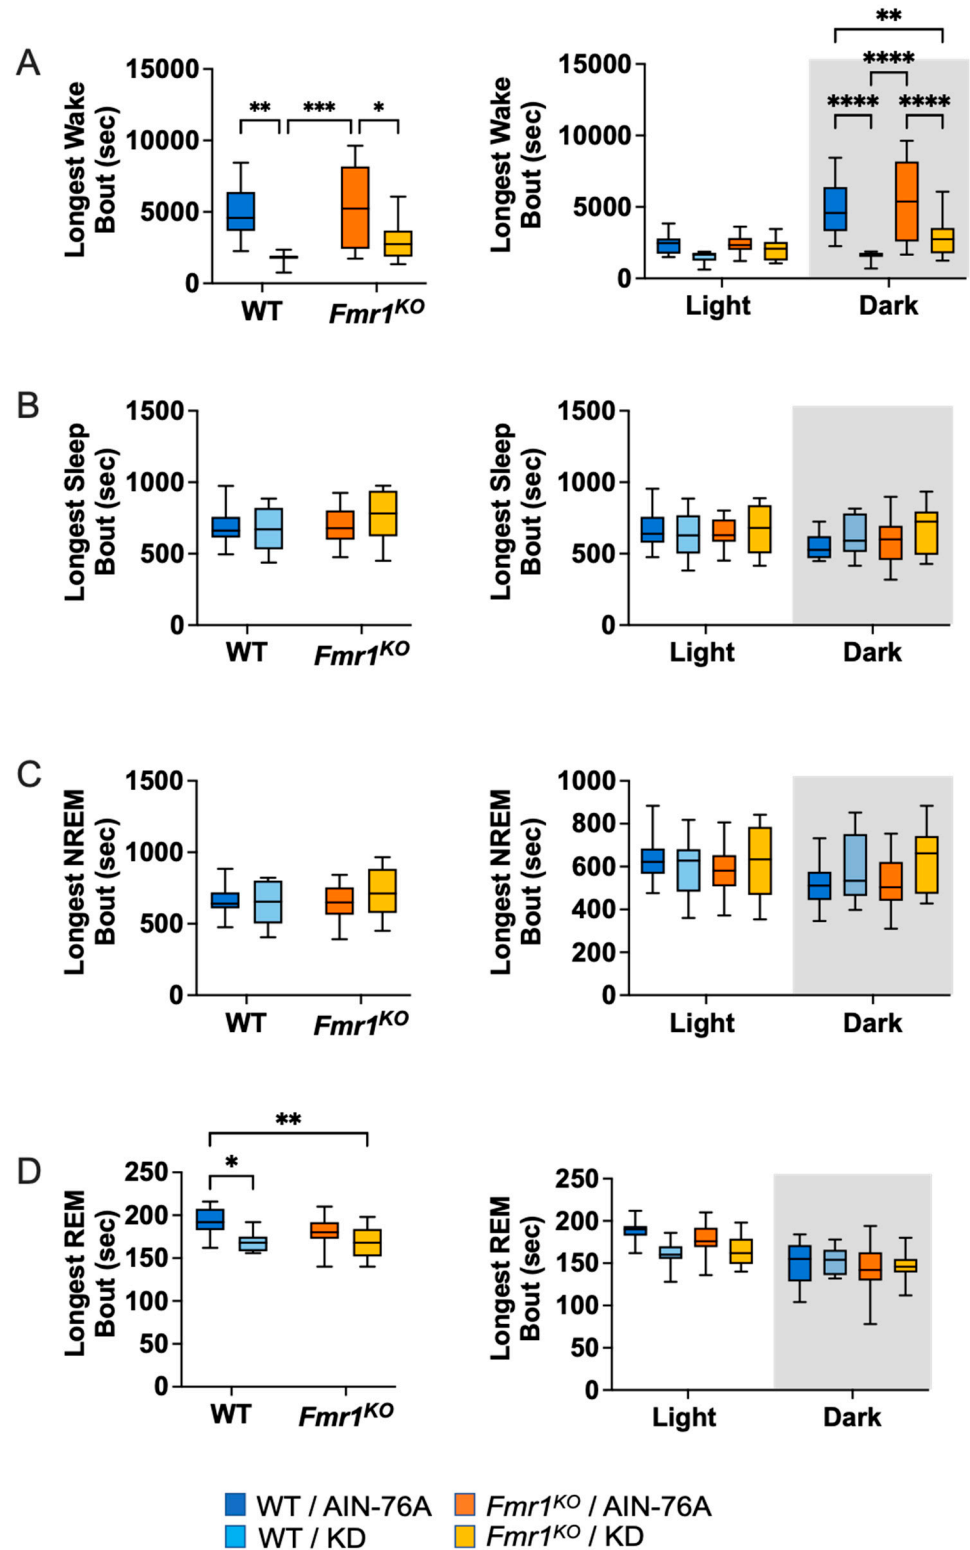 A
Longest Wake
Bout (sec)
15000
10000
5000
0
**
***
*
WT
Fmr1KO
Longest Wake
Bout (sec)
15000
10000
5000
0
**
****
****
****
Light
Dark
B
Longest Sleep
Bout (sec)
1500
1000
500
0
WT
Fmr1KO
Longest Sleep
Bout (sec)
1500
1000
500
0
Light
Dark
C
Longest NREM
Bout (sec)
1500
1000
500
0
WT
Fmr1KO
Longest NREM
Bout (sec)
1000
800
600
400
200
0
Light
Dark
D
Longest REM
Bout (sec)
250
200
150
100
50
0
**
*
WT
Fmr1KO
Longest REM
Bout (sec)
250
200
150
100
50
0
Light
Dark
WT / AIN-76A
Fmr1KO / AIN-76A
WT / KD
Fmr1KO / KD